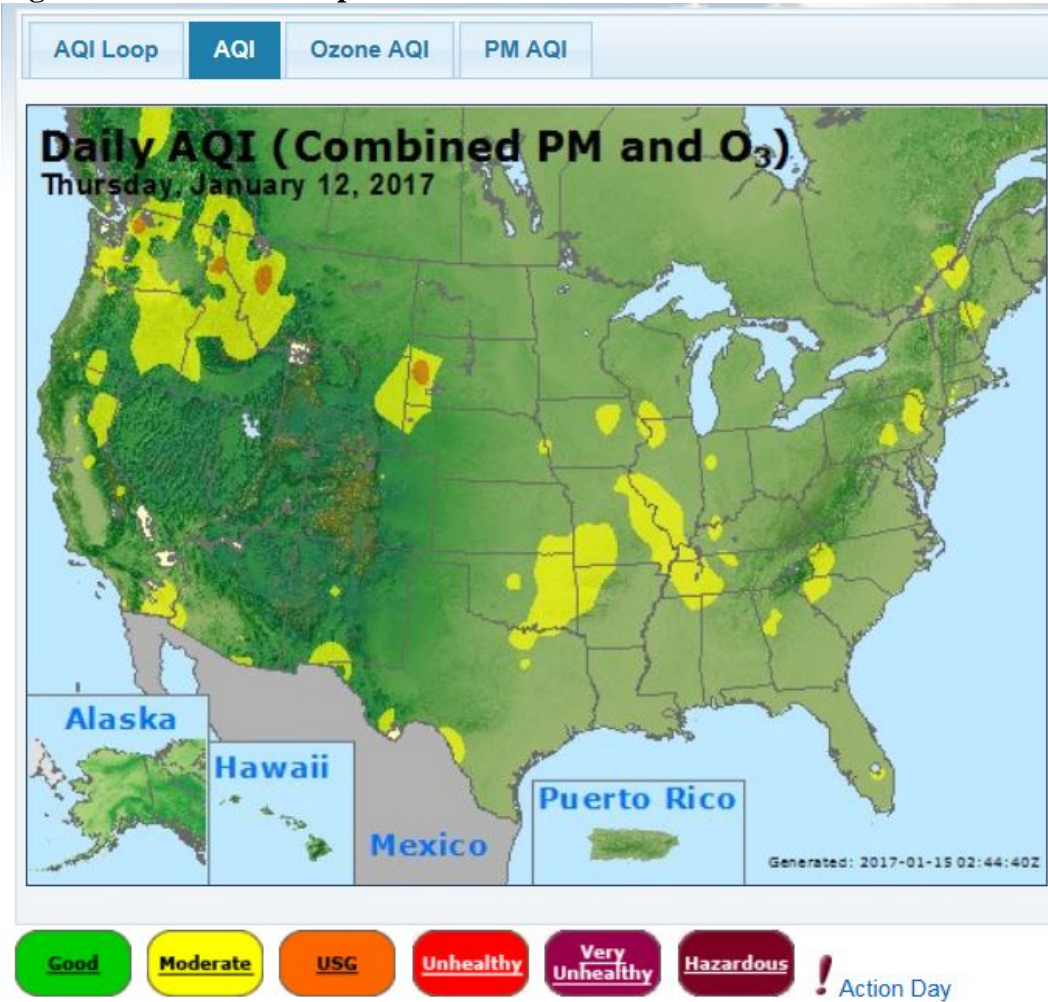 AQI Loop
AQI
Ozone AQI
PM AQI
Daily AQI (Combined PM and O₃)
Thursday, January 12, 2017
Alaska
Hawaii
Mexico
Puerto Rico
Generated: 2017-01-15 02:44:40Z
Good
Moderate
USG
Unhealthy
Very
Unhealthy
Hazardous
! Action Day